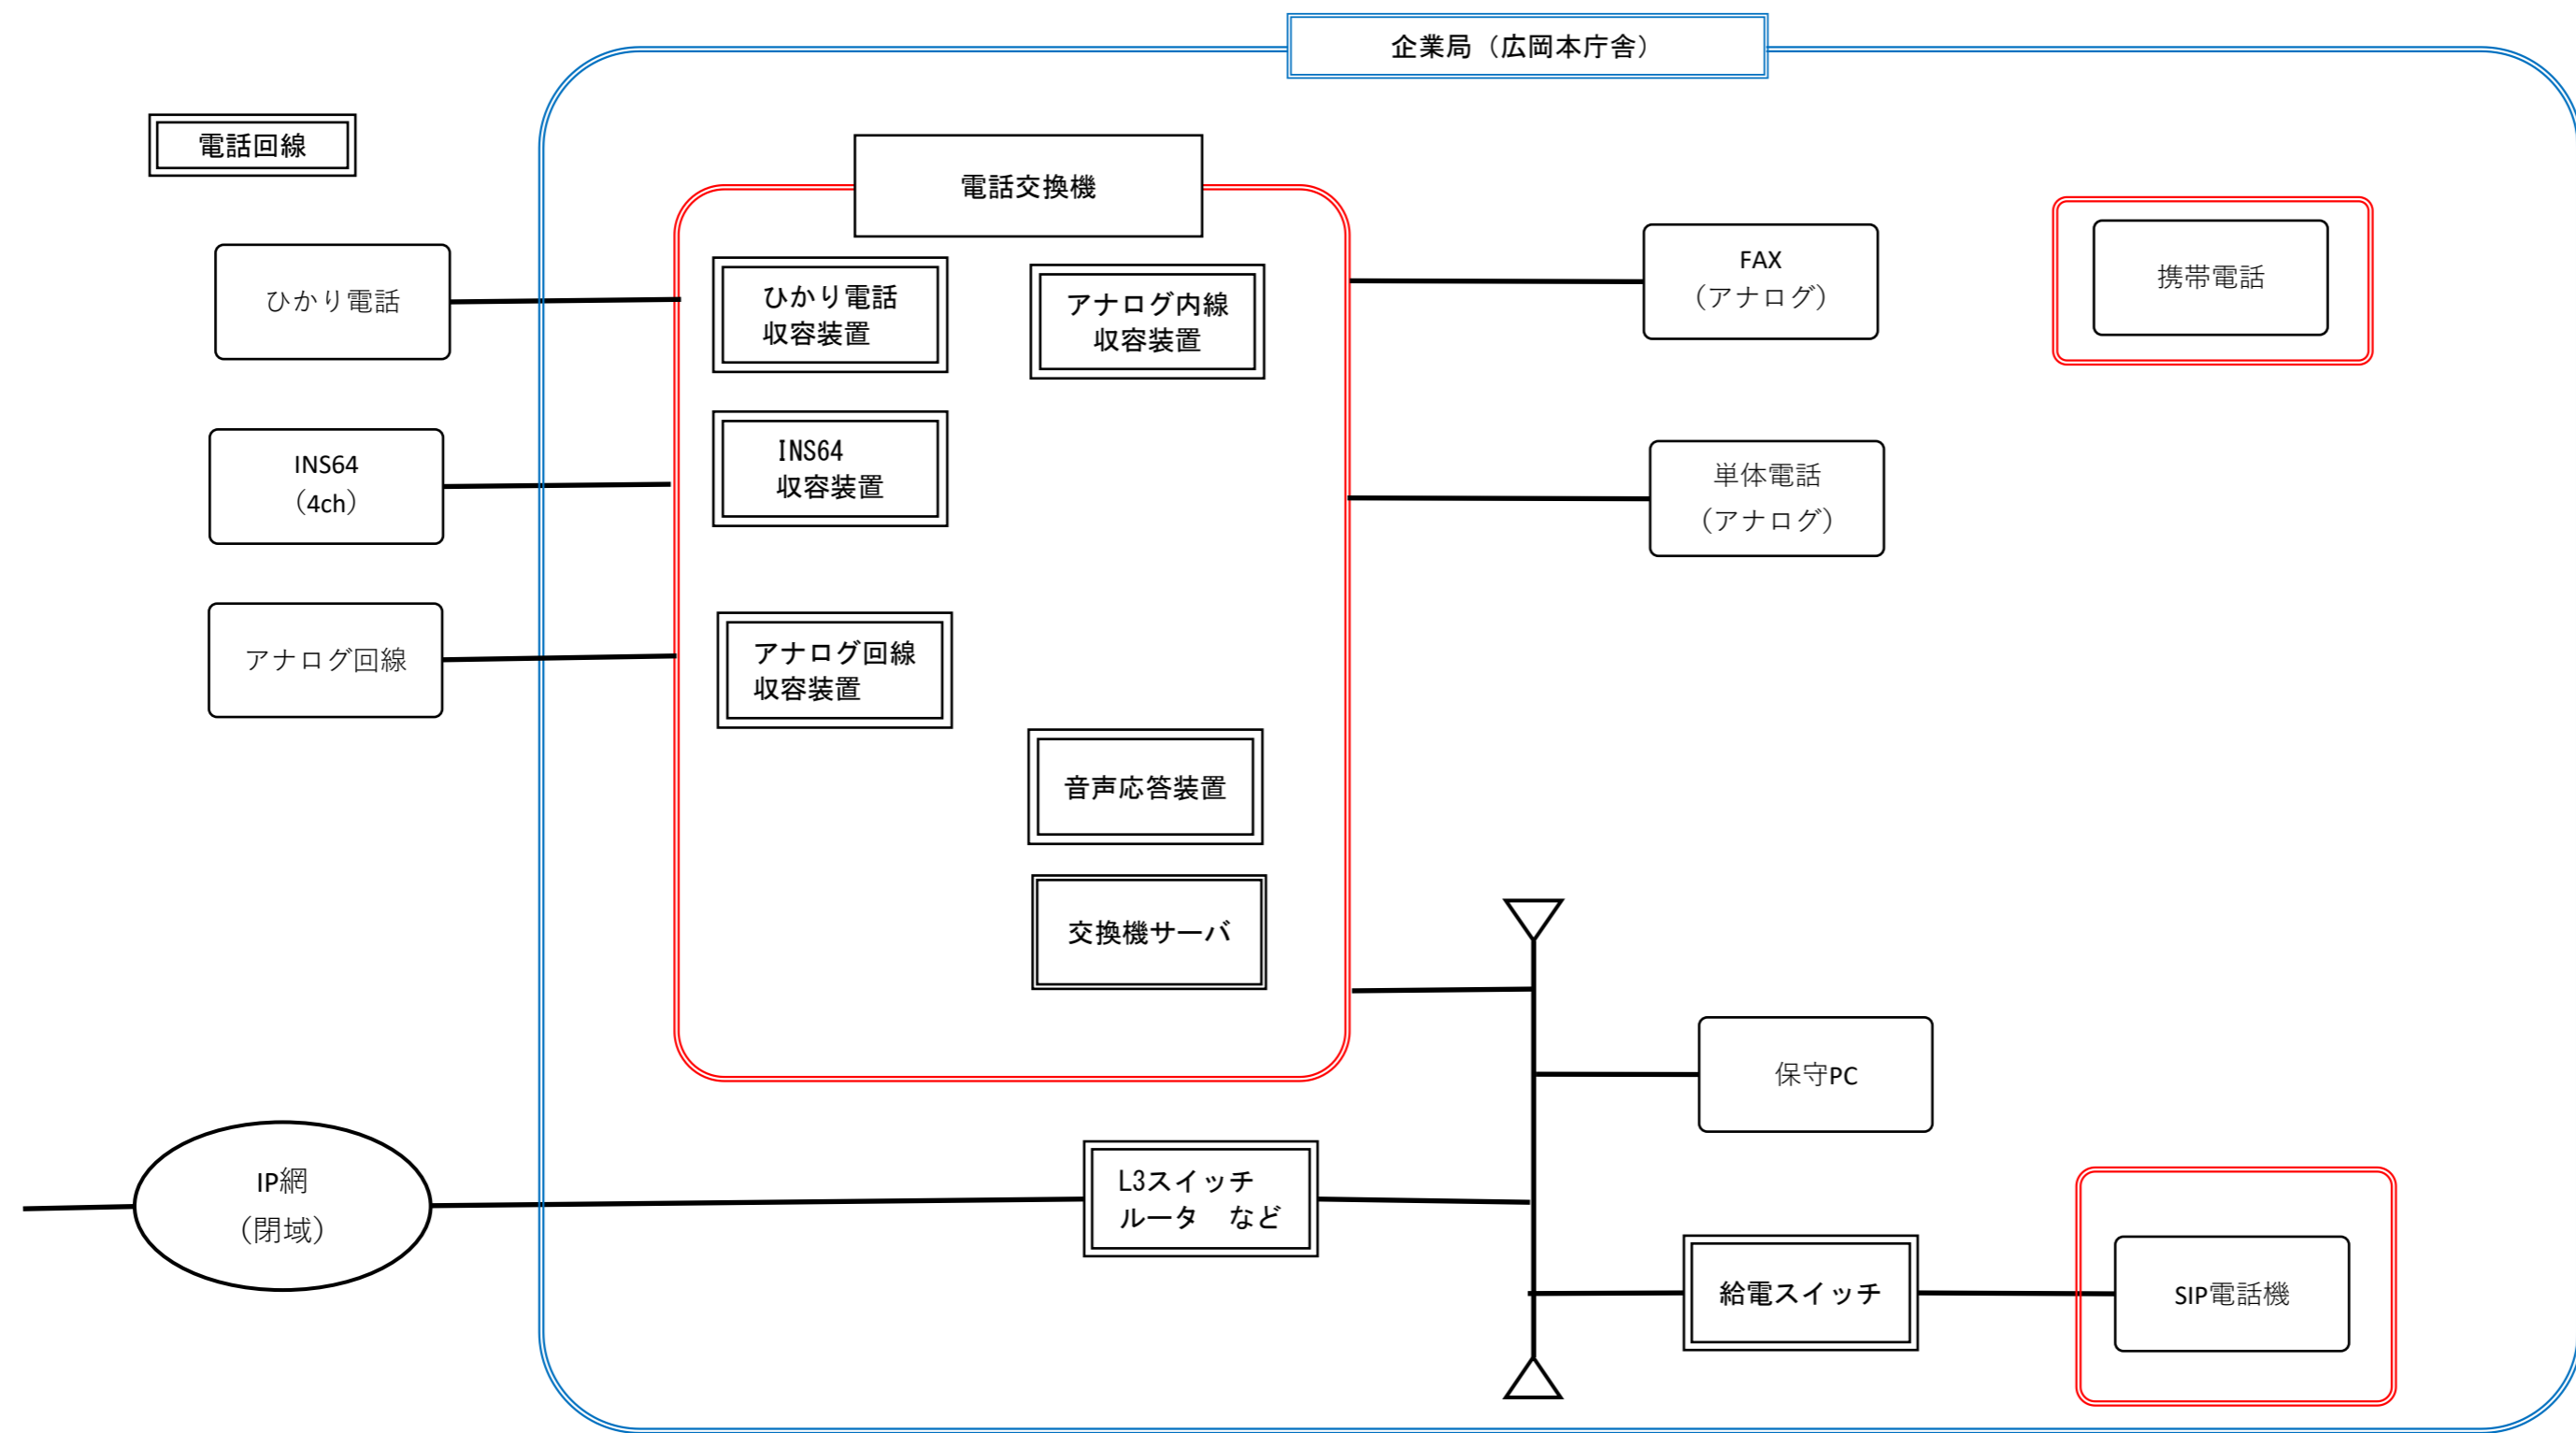 企業局（広岡本庁舎）
電話回線
電話交換機
ひかり電話
ひかり電話
収容装置
アナログ内線
収容装置
FAX
（アナログ）
携帯電話
INS64
（4ch）
INS64
収容装置
単体電話
（アナログ）
アナログ回線
アナログ回線
収容装置
音声応答装置
交換機サーバ
保守PC
IP網
（閉域）
L3スイッチ
ルータ　など
給電スイッチ
SIP電話機